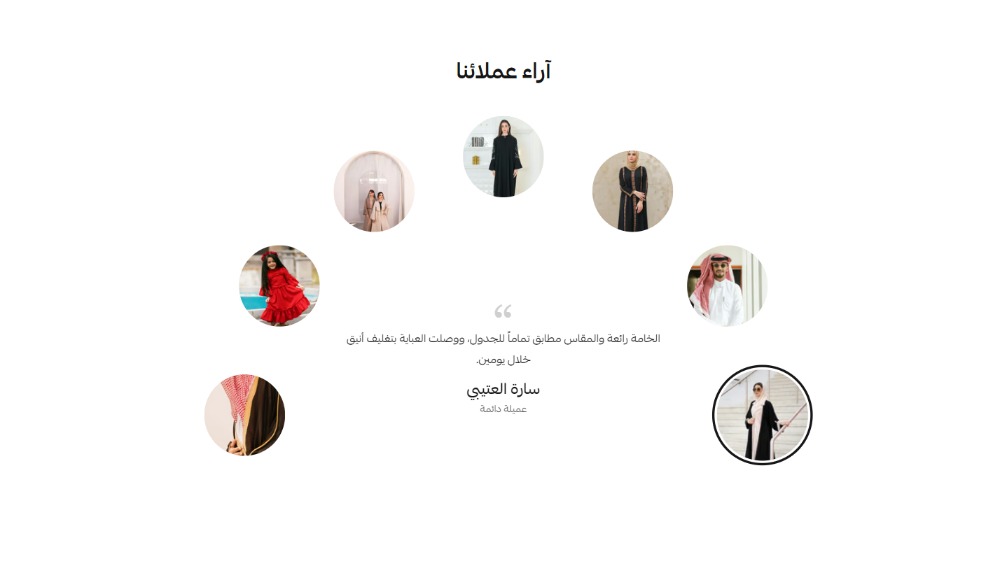 آراء عملائنا
“
الخامة رائعة والمقاس مطابق تماماً للجدول، ووصلت العباية بتغليف أنيق
خلال يومين.
سارة العتيبي
عميلة دائمة